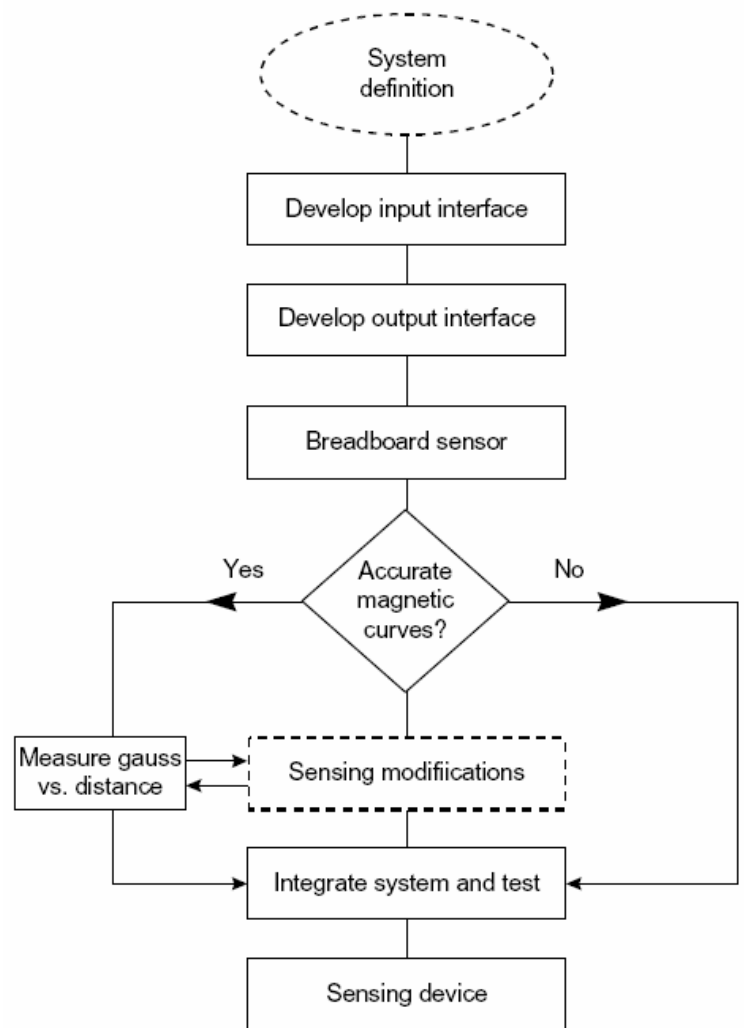 System
definition
Develop input interface
Develop output interface
Breadboard sensor
Yes
Accurate
magnetic
curves?
No
Measure gauss
vs. distance
Sensing modifiications
Integrate system and test
Sensing device